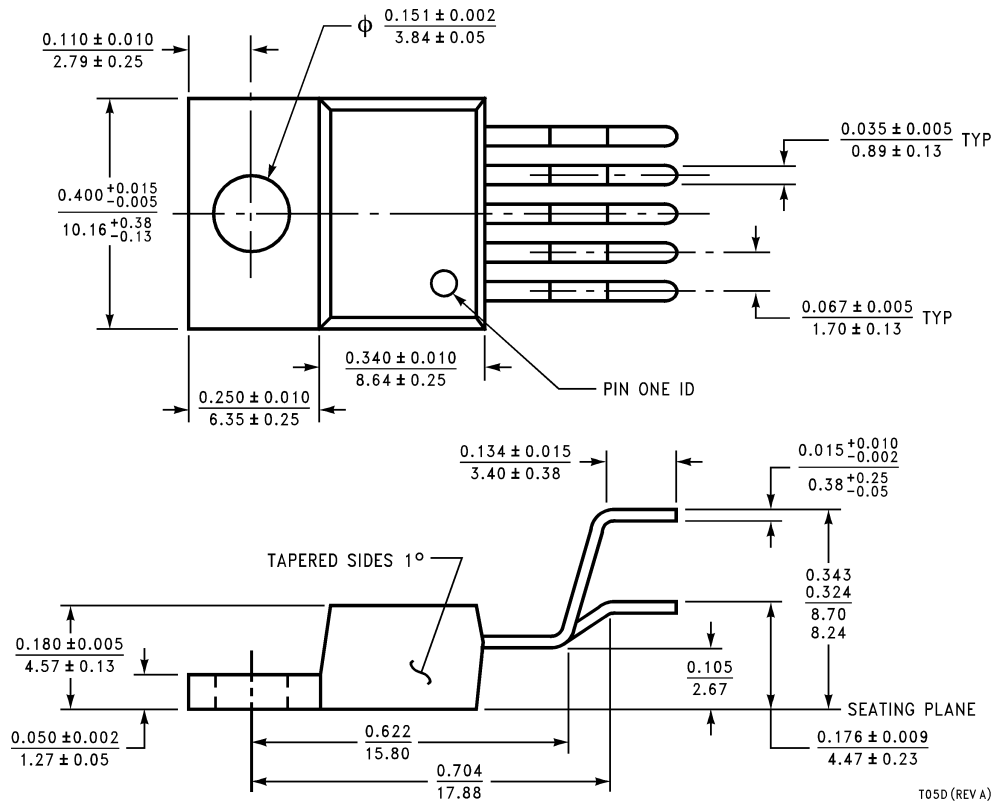 ϕ 0.151 ± 0.002
3.84 ± 0.05
0.110 ± 0.010
2.79 ± 0.25
0.035 ± 0.005 TYP
0.89 ± 0.13
0.400 +0.015 -0.005
10.16 +0.38 -0.13
0.067 ± 0.005 TYP
1.70 ± 0.13
0.340 ± 0.010
8.64 ± 0.25
PIN ONE ID
0.250 ± 0.010
6.35 ± 0.25
0.134 ± 0.015
3.40 ± 0.38
0.015 +0.010 -0.002
0.38 +0.25 -0.05
TAPERED SIDES 1°
0.343
0.324
8.70
8.24
0.180 ±0.005
4.57 ± 0.13
0.105
2.67
SEATING PLANE
0.050 ±0.002
1.27 ± 0.05
0.622
15.80
0.176 ±0.009
4.47 ± 0.23
0.704
17.88
T05D (REV A)